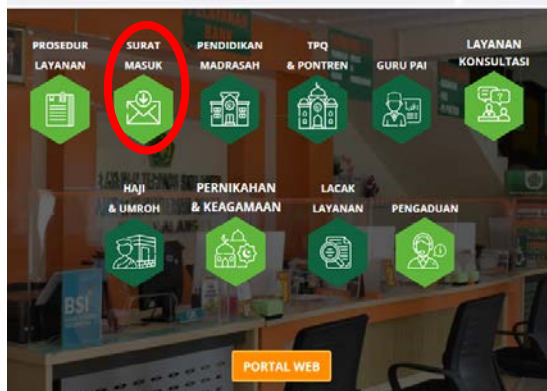 PROSEDUR
LAYANAN
SURAT
MASUK
PENDIDIKAN
MADRASAH
TPQ
& PONTREN
GURU PAI
LAYANAN
KONSULTASI
HAJI
& UMROH
PERNIKAHAN
& KEAGAMAAN
LACAK
LAYANAN
PENGADUAN
BSI
PORTAL WEB